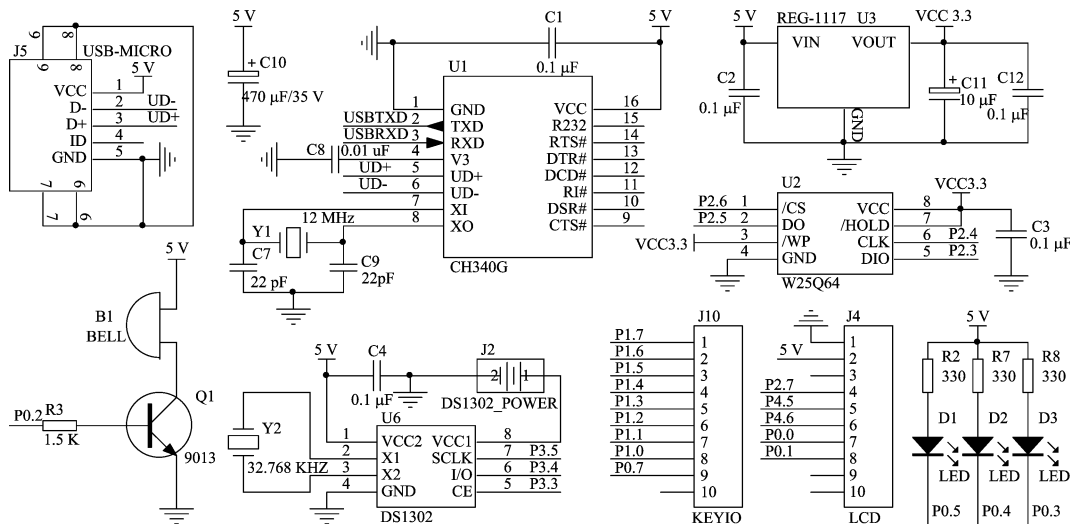 9 8
J5
USB-MICRO
9 8
5 V
VCC 1
D- 2 UD-
D+ 3 UD+
ID 4
GND 5
7 6
7 6
5 V
+ C10
470 μF/35 V
C1
0.1 μF
5 V
U1
1 GND
USBTXD 2 TXD
USBRXD 3 RXD
C8 0.01 uF 4 V3
UD+ 5 UD+
UD- 6 UD-
7 XI
8 XO
VCC 16
R232 15
RTS# 14
DTR# 13
DCD# 12
RI# 11
DSR# 10
CTS# 9
CH340G
12 MHz
Y1
C7
22 pF
C9
22pF
5 V
REG-1117 U3
VIN VOUT
GND
VCC 3.3
C2
0.1 μF
+ C11
10 μF
C12
0.1 μF
U2
P2.6 1 /CS
P2.5 2 DO
VCC3.3 3 /WP
4 GND
VCC 8
/HOLD 7
CLK 6 P2.4
DIO 5 P2.3
W25Q64
VCC3.3
C3
0.1 μF
5 V
B1
BELL
P0.2 R3
1.5 K
Q1
9013
5 V
C4
0.1 μF
J2
2 1
DS1302_POWER
Y2
32.768 KHZ
U6
1 VCC2
2 X1
3 X2
4 GND
VCC1 8
SCLK 7 P3.5
I/O 6 P3.4
CE 5 P3.3
DS1302
J10
P1.7 1
P1.6 2
P1.5 3
P1.4 4
P1.3 5
P1.2 6
P1.1 7
P1.0 8
P0.7 9
10
KEYIO
J4
1
5 V 2
3
P2.7 4
P4.5 5
P4.6 6
P0.0 7
P0.1 8
9
10
LCD
5 V
R2
330
R7
330
R8
330
D1
LED
D2
LED
D3
LED
P0.5 P0.4 P0.3